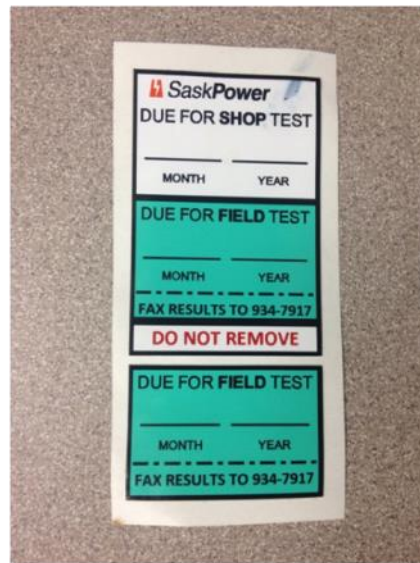 SaskPower
DUE FOR SHOP TEST
MONTH YEAR
DUE FOR FIELD TEST
MONTH YEAR
FAX RESULTS TO 934-7917
DO NOT REMOVE
DUE FOR FIELD TEST
MONTH YEAR
FAX RESULTS TO 934-7917